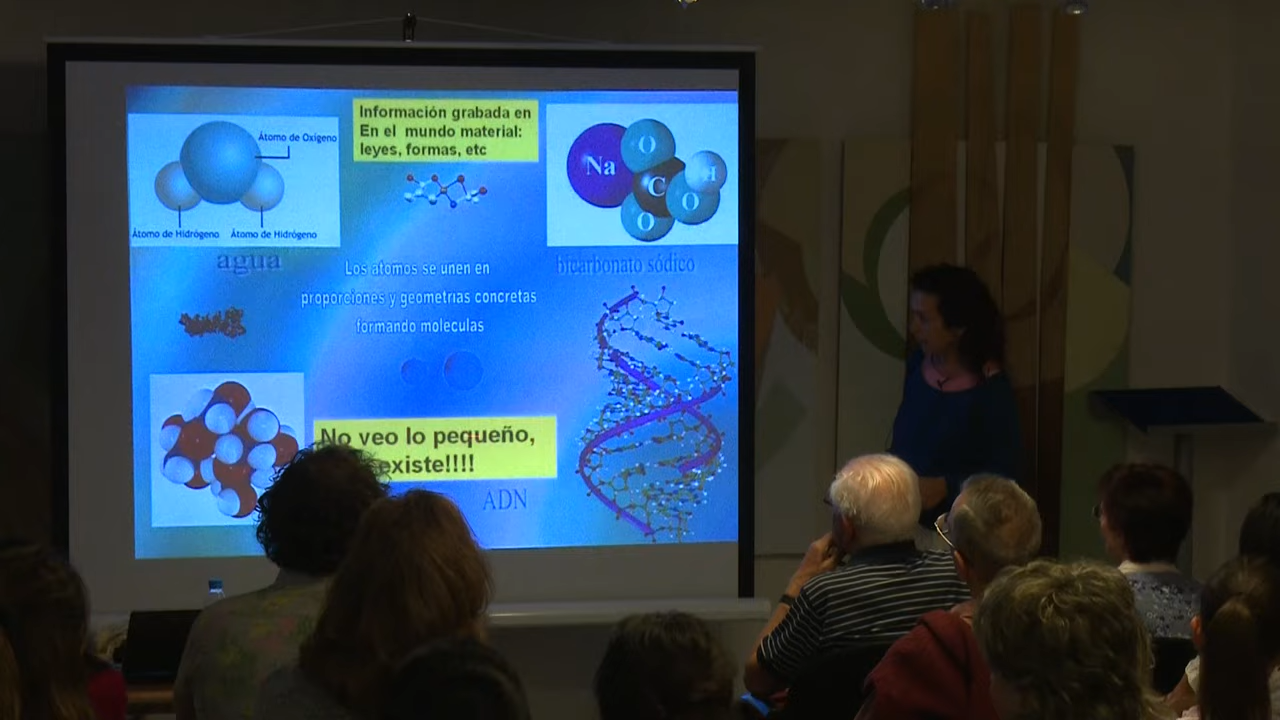 Información grabada en
En el mundo material:
leyes, formas, etc
Átomo de Oxígeno
Átomo de Hidrógeno
Átomo de Hidrógeno
agua
Na
O
C
O
O
H
bicarbonato sódico
Los atomos se unen en
proporciones y geometrias concretas
formando moleculas
No veo lo pequeño,
existe!!!!
ADN